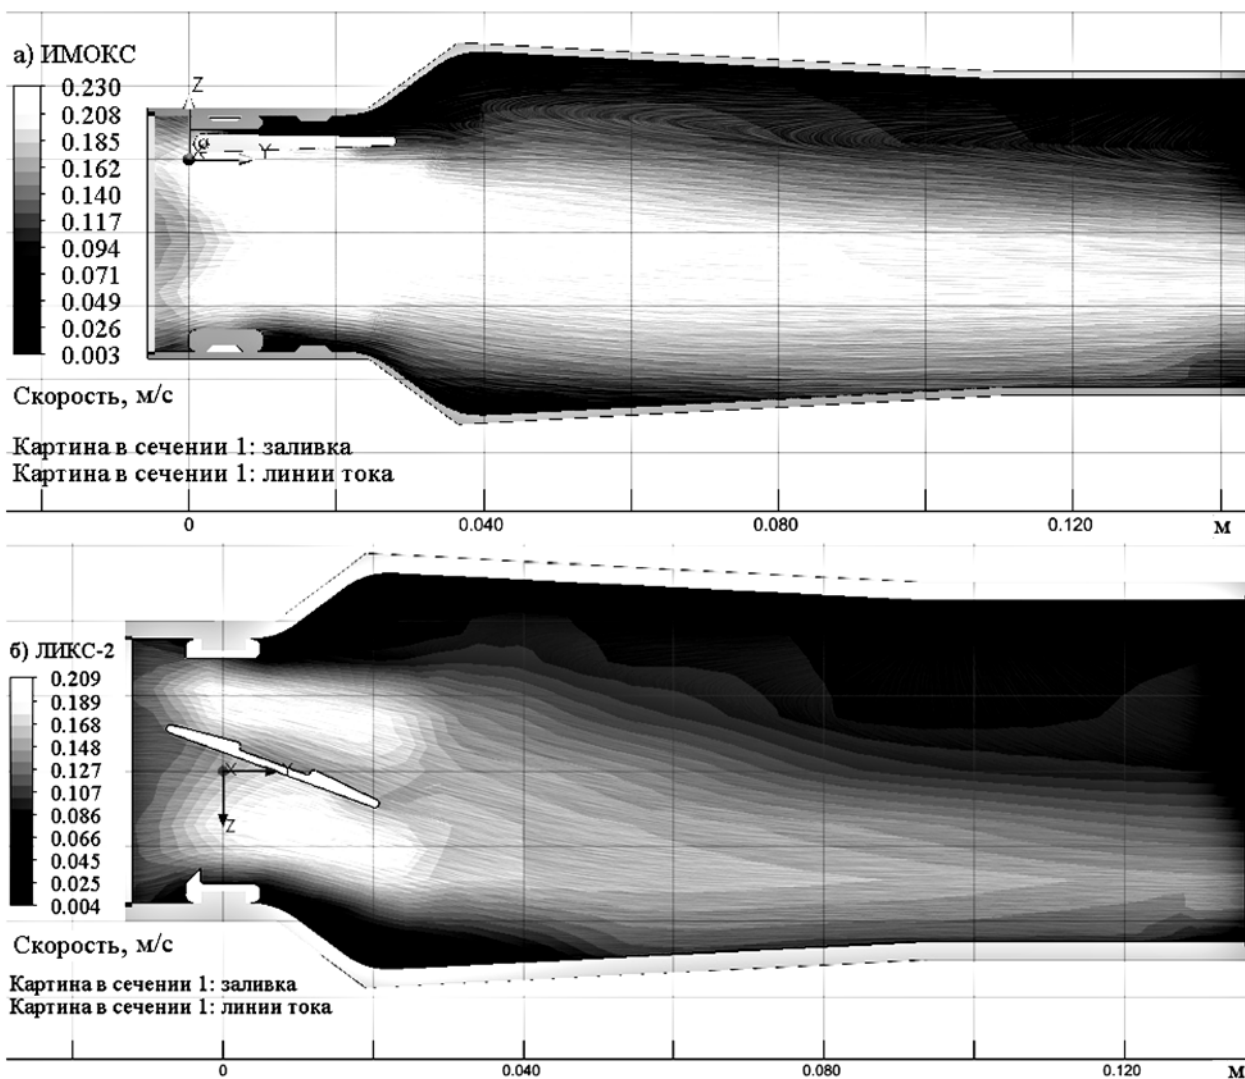 а) ИМОКС
0.230
0.208
0.185
0.162
0.140
0.117
0.094
0.071
0.049
0.026
0.003
Z
X Y
Скорость, м/с
Картина в сечении 1: заливка
Картина в сечении 1: линии тока
0 0.040 0.080 0.120 м
б) ЛИКС-2
0.209
0.189
0.168
0.148
0.127
0.107
0.086
0.066
0.045
0.025
0.004
X Y
Z
Скорость, м/с
Картина в сечении 1: заливка
Картина в сечении 1: линии тока
0 0.040 0.080 0.120 м